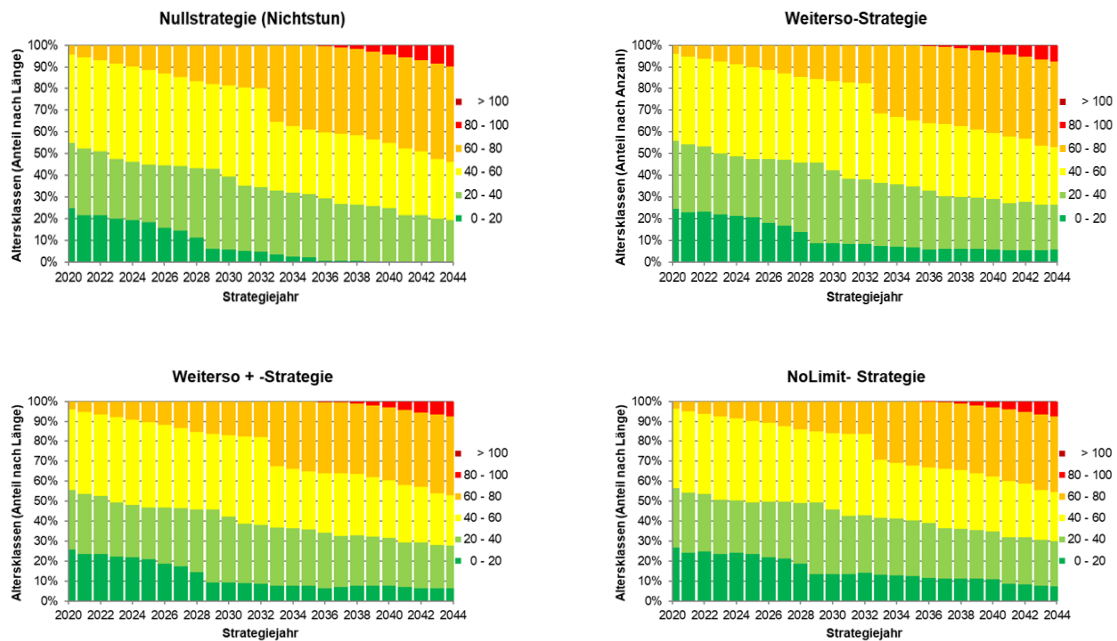 Nullstrategie (Nichtstun)
Altersklassen (Anteil nach Länge)
100%
90%
80%
70%
60%
50%
40%
30%
20%
10%
0%
2020 2022 2024 2026 2028 2030 2032 2034 2036 2038 2040 2042 2044
Strategiejahr
> 100
80 - 100
60 - 80
40 - 60
20 - 40
0 - 20
Weiterso-Strategie
Altersklassen (Anteil nach Anzahl)
100%
90%
80%
70%
60%
50%
40%
30%
20%
10%
0%
2020 2022 2024 2026 2028 2030 2032 2034 2036 2038 2040 2042 2044
Strategiejahr
> 100
80 - 100
60 - 80
40 - 60
20 - 40
0 - 20
Weiterso + -Strategie
Altersklassen (Anteil nach Länge)
100%
90%
80%
70%
60%
50%
40%
30%
20%
10%
0%
2020 2022 2024 2026 2028 2030 2032 2034 2036 2038 2040 2042 2044
Strategiejahr
> 100
80 - 100
60 - 80
40 - 60
20 - 40
0 - 20
NoLimit- Strategie
Altersklassen (Anteil nach Länge)
100%
90%
80%
70%
60%
50%
40%
30%
20%
10%
0%
2020 2022 2024 2026 2028 2030 2032 2034 2036 2038 2040 2042 2044
Strategiejahr
> 100
80 - 100
60 - 80
40 - 60
20 - 40
0 - 20